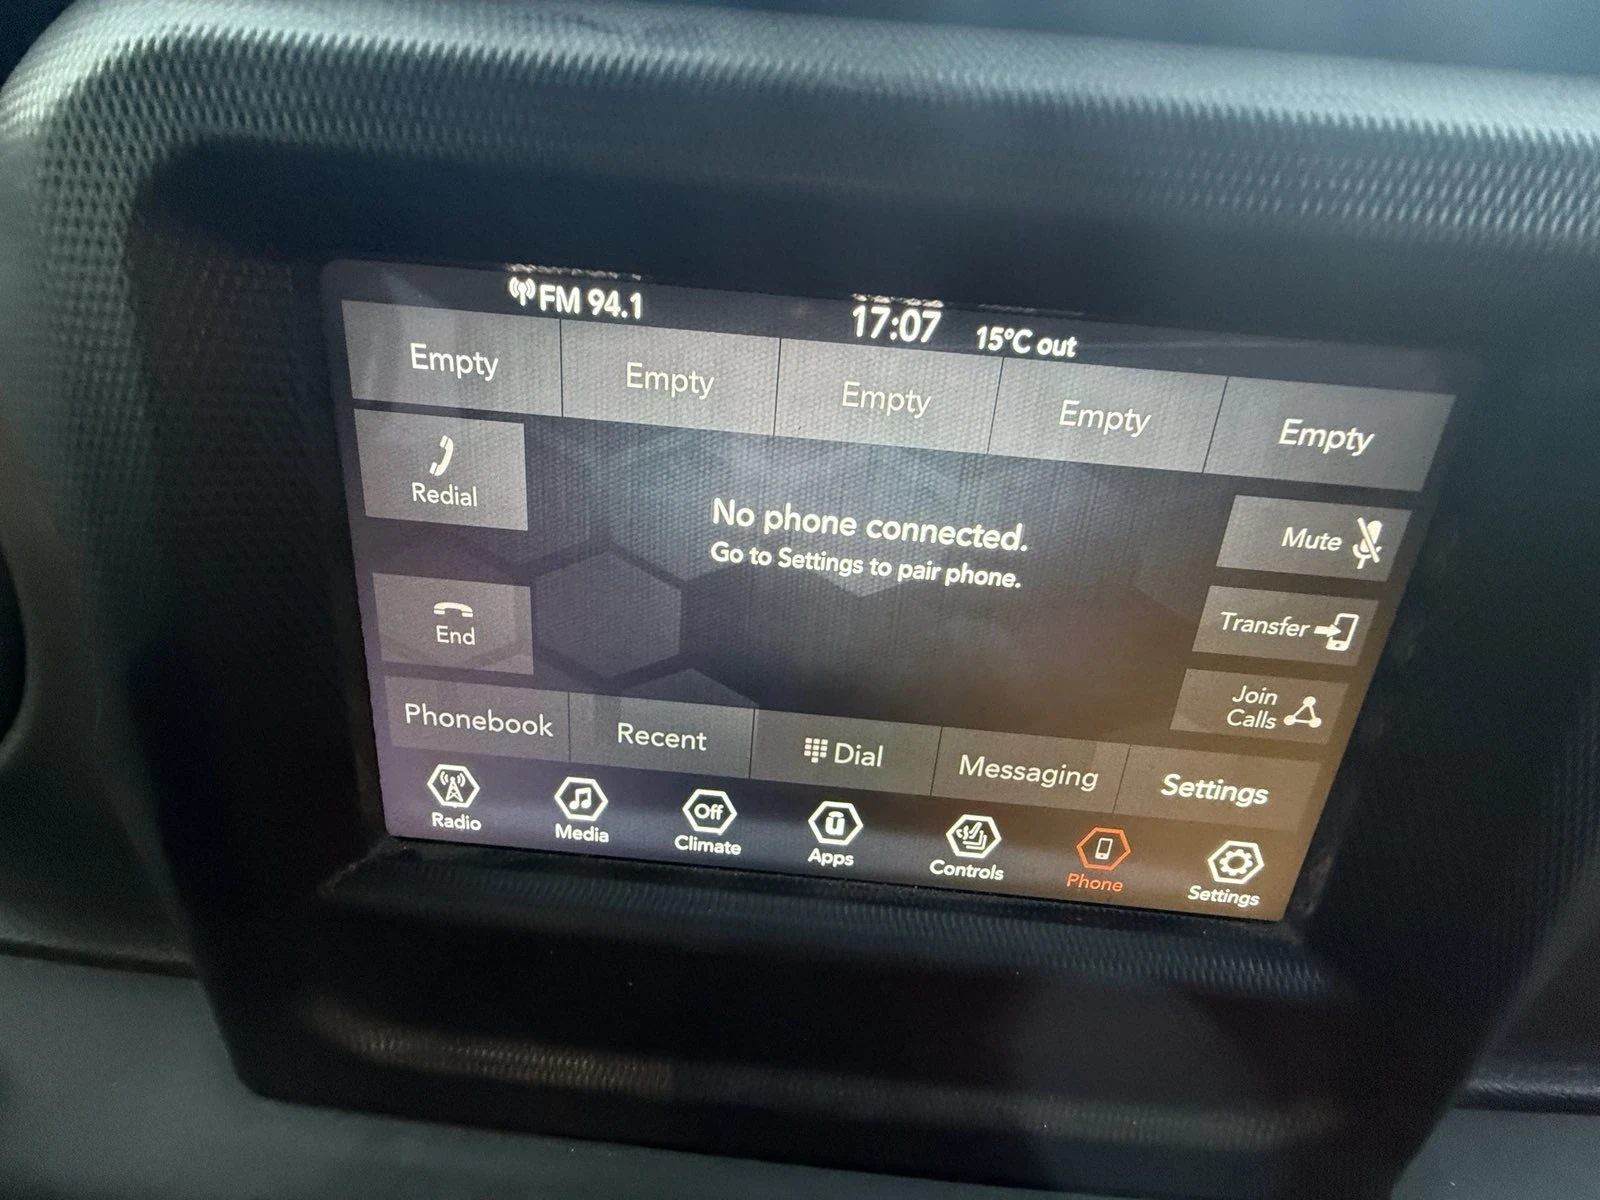 FM 94.1
17:07
15°C out
Empty
Empty
Empty
Empty
Empty
Redial
No phone connected.
Go to Settings to pair phone.
Mute
Transfer
End
Join
Calls
Phonebook
Recent
Dial
Messaging
Settings
Radio
Media
Off
Climate
Apps
Controls
Phone
Settings